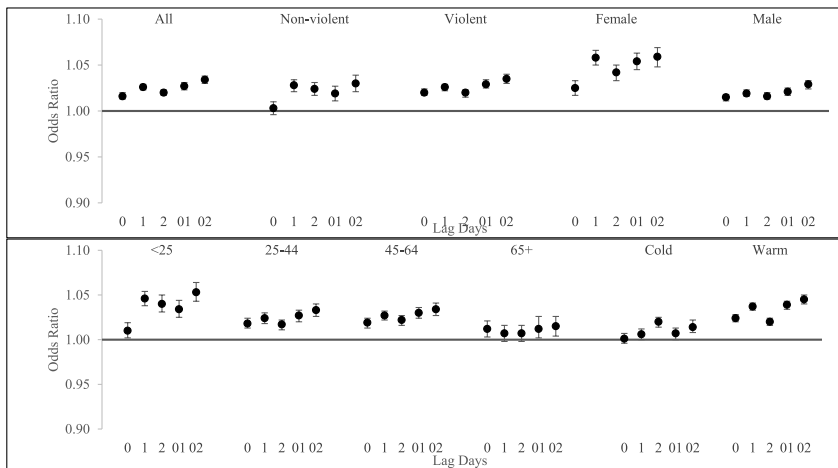 All Non-violent Violent Female Male
1.10
1.05
1.00
0.95
0.90
Odds Ratio
0 1 2 01 02 0 1 2 01 02 0 1 2 01 02 0 1 2 01 02 0 1 2 01 02
Lag Days
<25 25-44 45-64 65+ Cold Warm
1.10
1.05
1.00
0.95
0.90
Odds Ratio
0 1 2 01 02 0 1 2 01 02 0 1 2 01 02 0 1 2 01 02 0 1 2 01 02 0 1 2 01 02
Lag Days